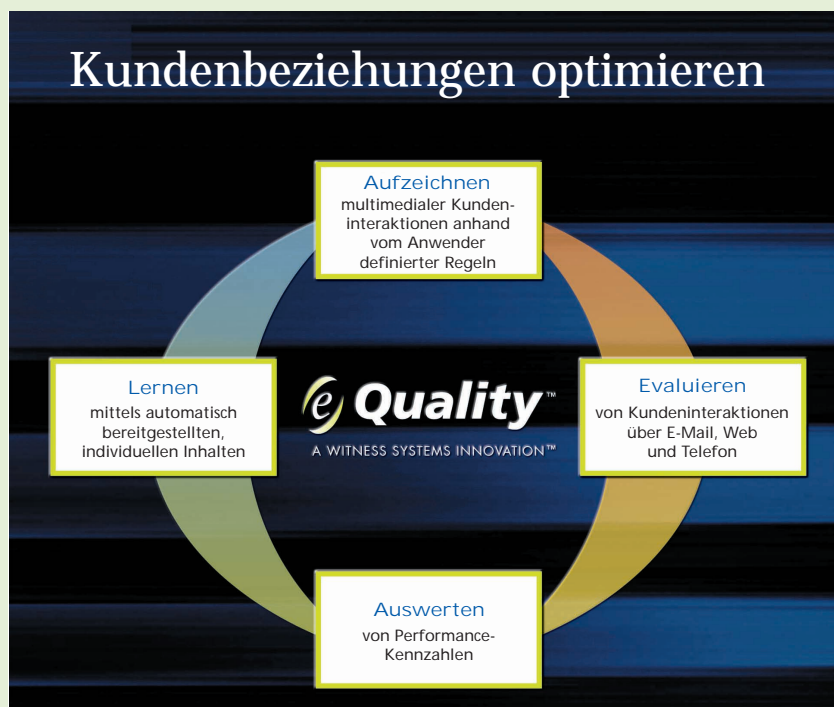 Kundenbeziehungen optimieren
Aufzeichnen
multimedialer Kunden-
interaktionen anhand
vom Anwender
definierter Regeln
Lernen
mittels automatisch
bereitgestellten,
individuellen Inhalten
e Quality™
A WITNESS SYSTEMS INNOVATION™
Evaluieren
von Kundeninteraktionen
über E-Mail, Web
und Telefon
Auswerten
von Performance-
Kennzahlen